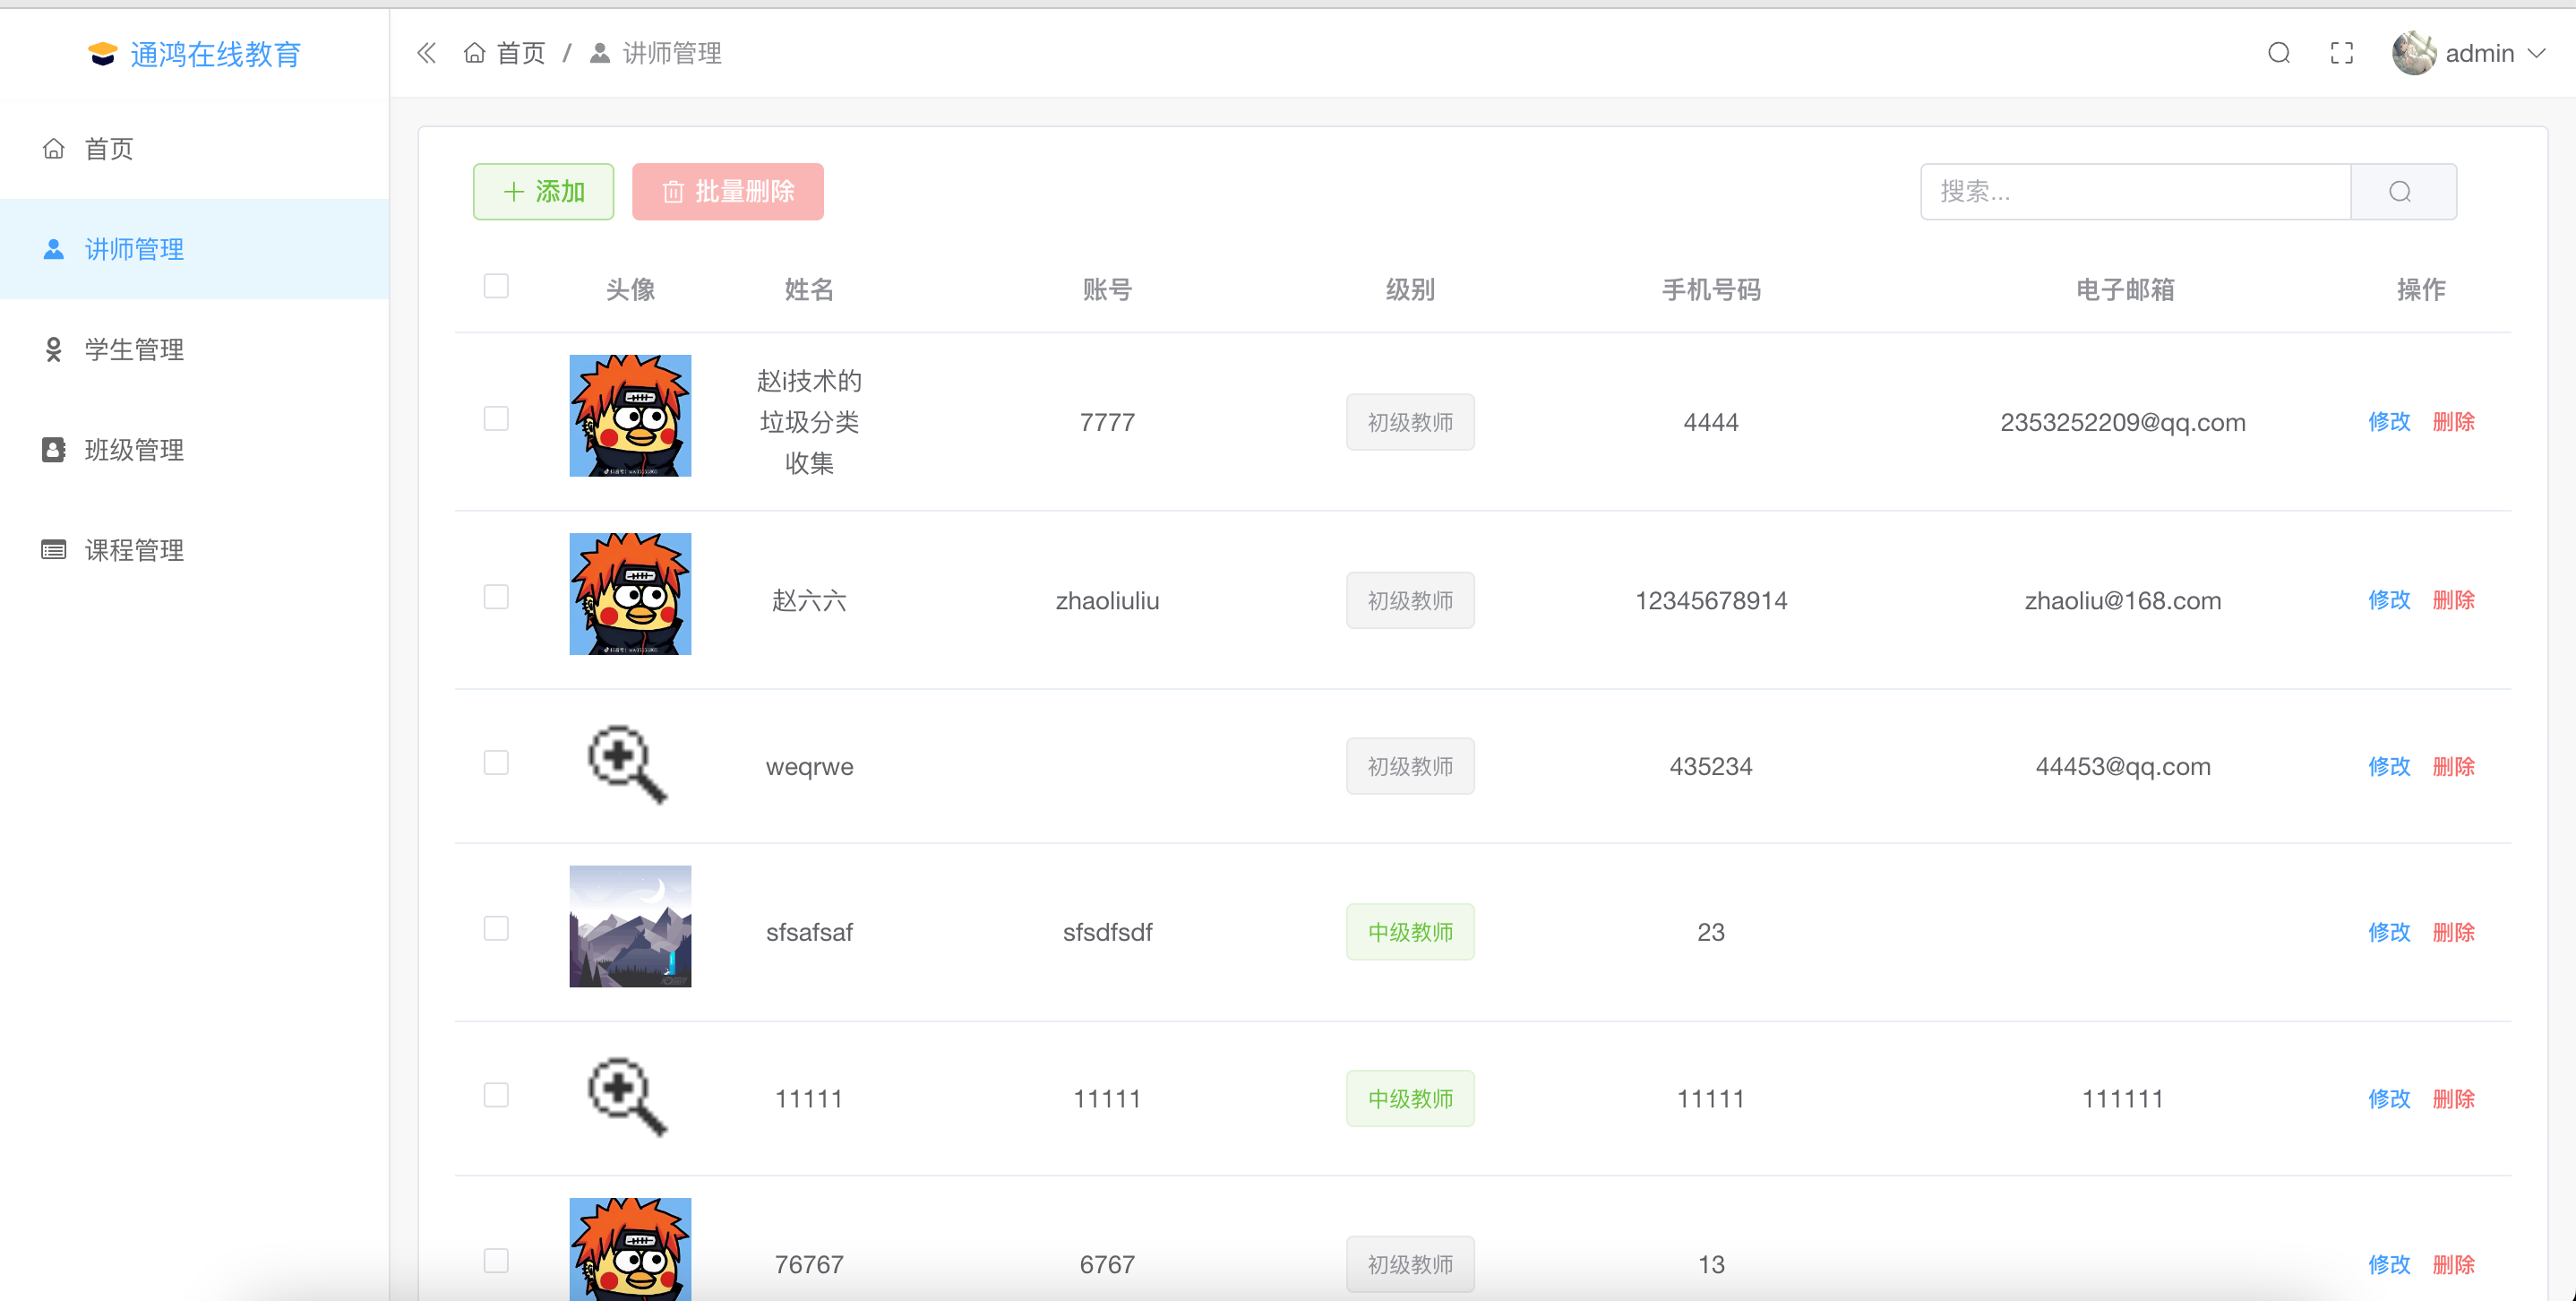 通鸿在线教育
首页 / 讲师管理
admin
首页
讲师管理
学生管理
班级管理
课程管理
添加
批量删除
搜索...
头像 姓名 账号 级别 手机号码 电子邮箱 操作
赵i技术的
垃圾分类
收集
7777 初级教师 4444 2353252209@qq.com 修改 删除
赵六六 zhaoliuliu 初级教师 12345678914 zhaoliu@168.com 修改 删除
weqrwe 初级教师 435234 44453@qq.com 修改 删除
sfsafsaf sfsdfsdf 中级教师 23 修改 删除
11111 11111 中级教师 11111 111111 修改 删除
76767 6767 初级教师 13 修改 删除